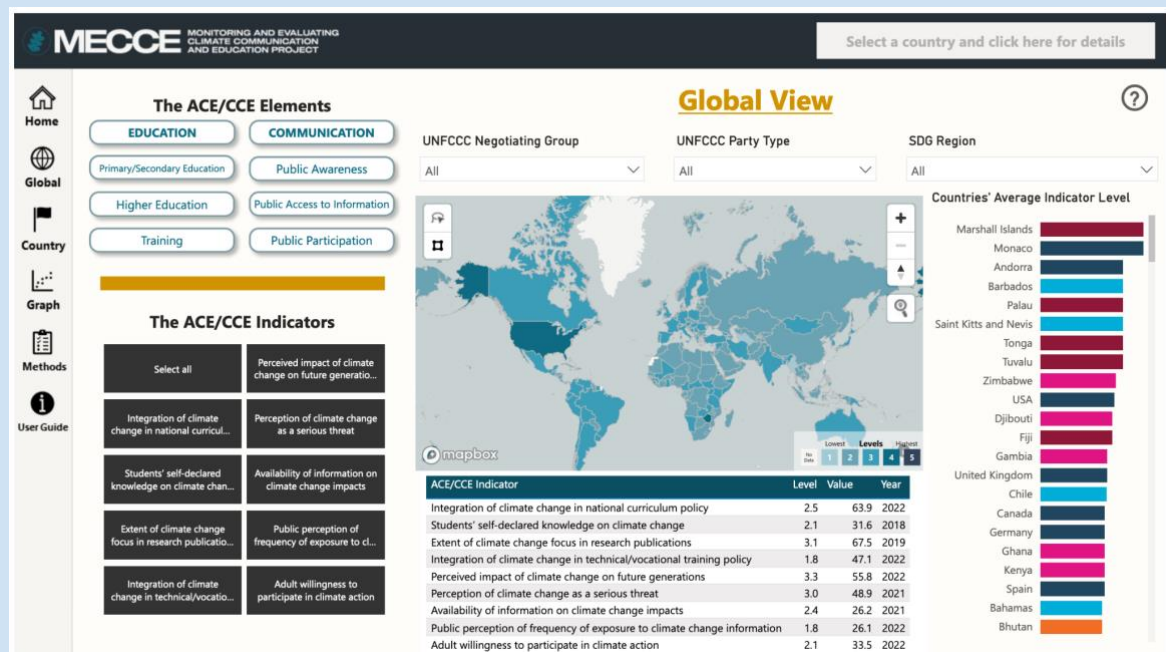 MECCE
MONITORING AND EVALUATING
CLIMATE COMMUNICATION
AND EDUCATION PROJECT
Select a country and click here for details
Home
Global
Country
Graph
Methods
User Guide
The ACE/CCE Elements
EDUCATION
COMMUNICATION
Primary/Secondary Education
Public Awareness
Higher Education
Public Access to Information
Training
Public Participation
The ACE/CCE Indicators
Select all
Perceived impact of climate
change on future generatio...
Integration of climate
change in national curricul...
Perception of climate change
as a serious threat
Students' self-declared
knowledge on climate chan...
Availability of information on
climate change impacts
Extent of climate change
focus in research publicatio...
Public perception of
frequency of exposure to cl...
Integration of climate
change in technical/vocatio...
Adult willingness to
participate in climate action
Global View
?
UNFCCC Negotiating Group
All
UNFCCC Party Type
All
SDG Region
All
mapbox
Lowest Levels Highest
No
Data
1 2 3 4 5
ACE/CCE Indicator Level Value Year
Integration of climate change in national curriculum policy 2.5 63.9 2022
Students' self-declared knowledge on climate change 2.1 31.6 2018
Extent of climate change focus in research publications 3.1 67.5 2019
Integration of climate change in technical/vocational training policy 1.8 47.1 2022
Perceived impact of climate change on future generations 3.3 55.8 2022
Perception of climate change as a serious threat 3.0 48.9 2021
Availability of information on climate change impacts 2.4 26.2 2021
Public perception of frequency of exposure to climate change information 1.8 26.1 2022
Adult willingness to participate in climate action 2.1 33.5 2022
Countries' Average Indicator Level
Marshall Islands
Monaco
Andorra
Barbados
Palau
Saint Kitts and Nevis
Tonga
Tuvalu
Zimbabwe
USA
Djibouti
Fiji
Gambia
United Kingdom
Chile
Canada
Germany
Ghana
Kenya
Spain
Bahamas
Bhutan